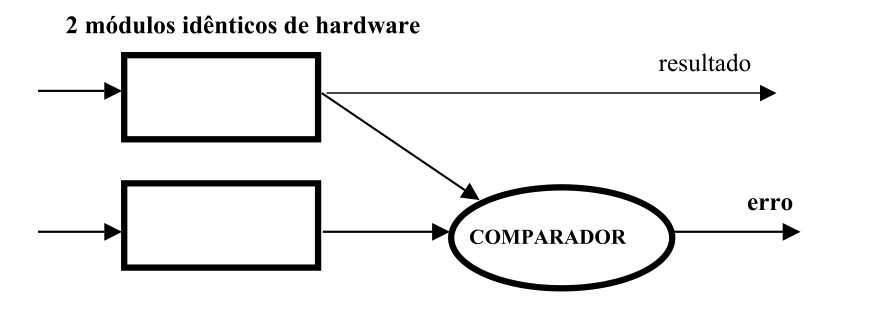 2 módulos idênticos de hardware
resultado
erro
COMPARADOR